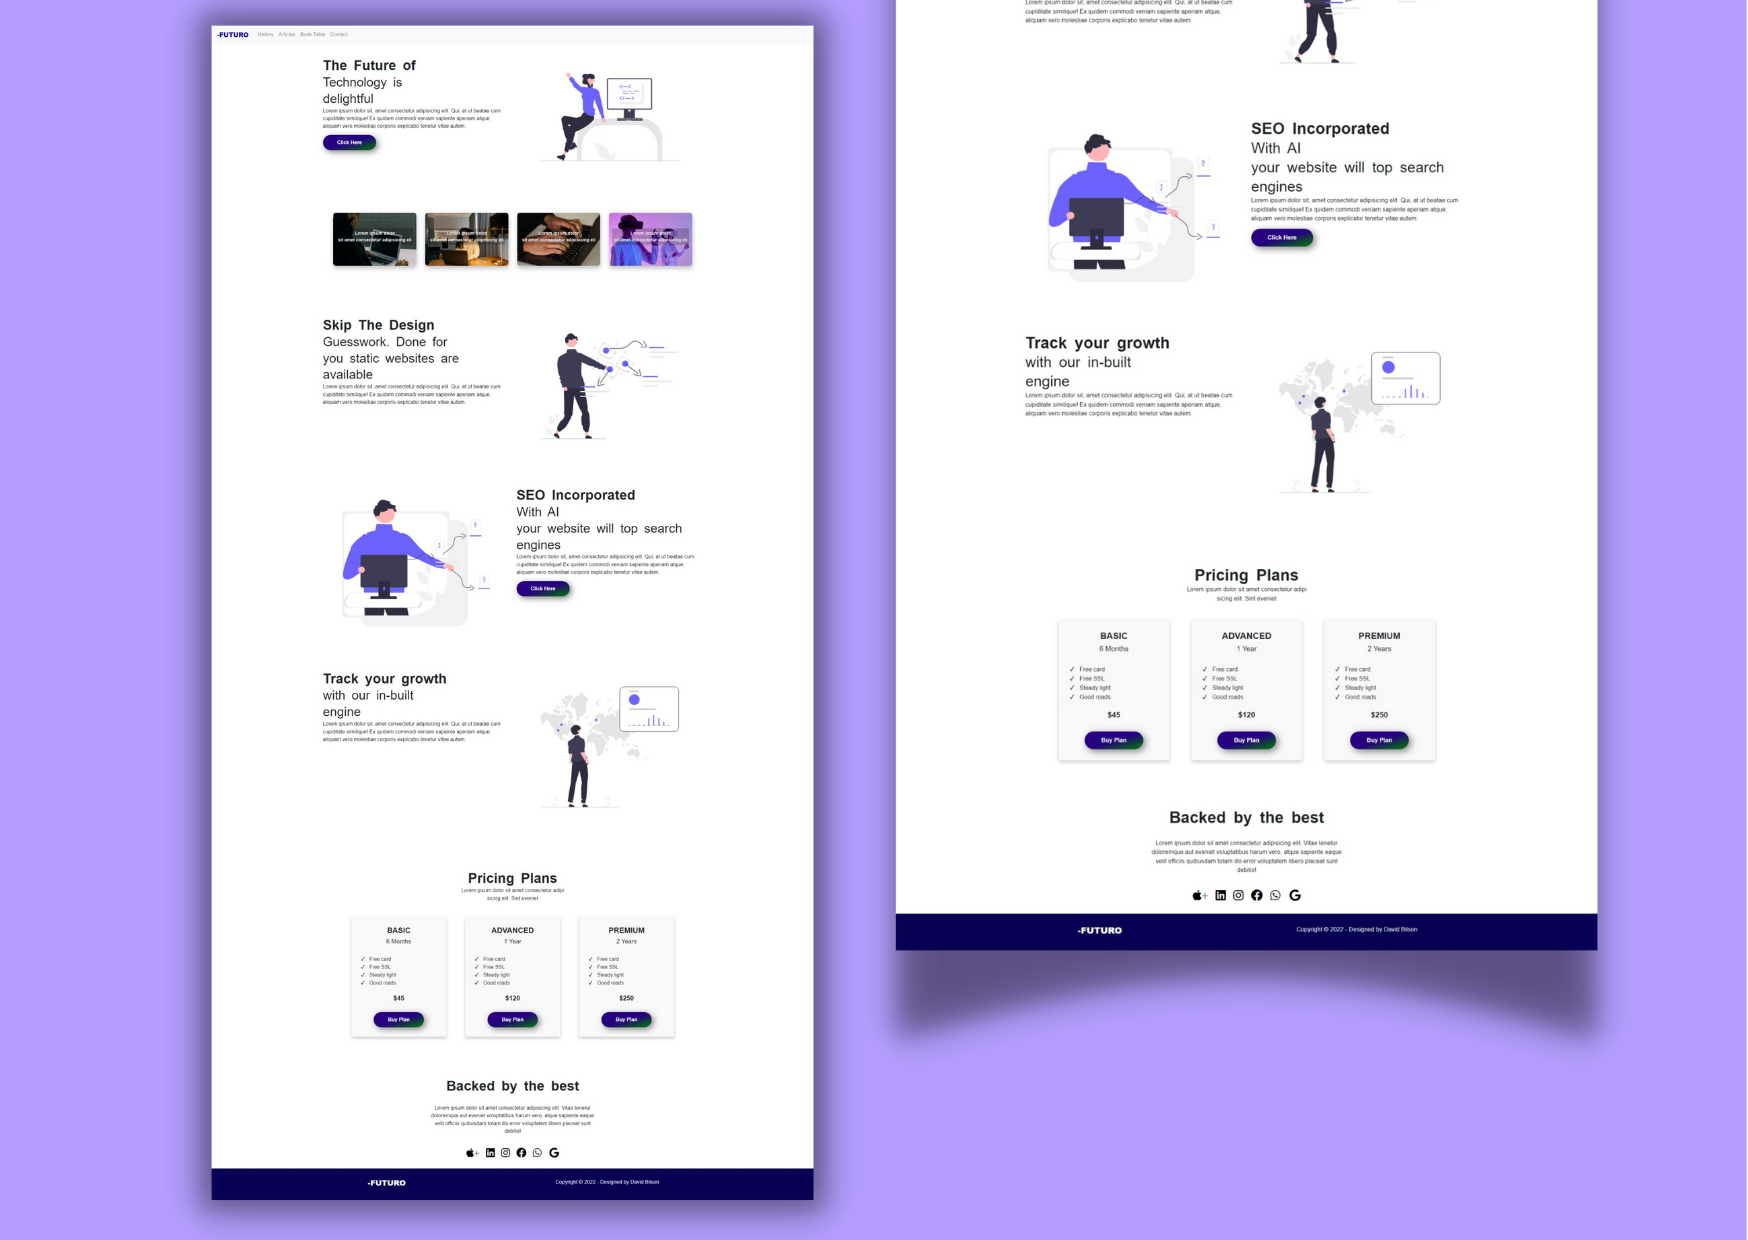 -FUTURO History Articles Book Table Contact
The Future of
Technology is
delightful
Lorem ipsum dolor sit, amet consectetur adipisicing elit. Qui, at ut beatae cum
cupiditate similique! Ex quidem commodi veniam sapiente aperiam atque,
aliquam vero molestiae corporis explicabo tenetur vitae autem.
Click Here
Lorem ipsum dolor
sit amet consectetur adipisicing eli
Lorem ipsum dolor
sit amet consectetur adipisicing eli
Lorem ipsum dolor
sit amet consectetur adipisicing eli
Lorem ipsum dolor
sit amet consectetur adipisicing eli
Skip The Design
Guesswork. Done for
you static websites are
available
Lorem ipsum dolor sit, amet consectetur adipisicing elit. Qui, at ut beatae cum
cupiditate similique! Ex quidem commodi veniam sapiente aperiam atque,
aliquam vero molestiae corporis explicabo tenetur vitae autem.
SEO Incorporated
With AI
your website will top search
engines
Lorem ipsum dolor sit, amet consectetur adipisicing elit. Qui, at ut beatae cum
cupiditate similique! Ex quidem commodi veniam sapiente aperiam atque,
aliquam vero molestiae corporis explicabo tenetur vitae autem.
Click Here
Track your growth
with our in-built
engine
Lorem ipsum dolor sit, amet consectetur adipisicing elit. Qui, at ut beatae cum
cupiditate similique! Ex quidem commodi veniam sapiente aperiam atque,
aliquam vero molestiae corporis explicabo tenetur vitae autem.
Pricing Plans
Lorem ipsum dolor sit amet consectetur adipi
sicing elit. Sint eveniet
BASIC
6 Months
✓ Free card
✓ Free SSL
✓ Steady light
✓ Good roads
$45
Buy Plan
ADVANCED
1 Year
✓ Free card
✓ Free SSL
✓ Steady light
✓ Good roads
$120
Buy Plan
PREMIUM
2 Years
✓ Free card
✓ Free SSL
✓ Steady light
✓ Good roads
$250
Buy Plan
Backed by the best
Lorem ipsum dolor sit amet consectetur adipisicing elit. Vitae tenetur
doloremque aut eveniet voluptatibus harum vero, atque sapiente eaque
velit officiis quibusdam totam illo error voluptatem libero placeat sunt
debitis!
-FUTURO Copyright © 2022 - Designed by David Bilson
Lorem ipsum dolor sit, amet consectetur adipisicing elit. Qui, at ut beatae cum
cupiditate similique! Ex quidem commodi veniam sapiente aperiam atque,
aliquam vero molestiae corporis explicabo tenetur vitae autem.
SEO Incorporated
With AI
your website will top search
engines
Lorem ipsum dolor sit, amet consectetur adipisicing elit. Qui, at ut beatae cum
cupiditate similique! Ex quidem commodi veniam sapiente aperiam atque,
aliquam vero molestiae corporis explicabo tenetur vitae autem.
Click Here
Track your growth
with our in-built
engine
Lorem ipsum dolor sit, amet consectetur adipisicing elit. Qui, at ut beatae cum
cupiditate similique! Ex quidem commodi veniam sapiente aperiam atque,
aliquam vero molestiae corporis explicabo tenetur vitae autem.
Pricing Plans
Lorem ipsum dolor sit amet consectetur adipi
sicing elit. Sint eveniet
BASIC
6 Months
✓ Free card
✓ Free SSL
✓ Steady light
✓ Good roads
$45
Buy Plan
ADVANCED
1 Year
✓ Free card
✓ Free SSL
✓ Steady light
✓ Good roads
$120
Buy Plan
PREMIUM
2 Years
✓ Free card
✓ Free SSL
✓ Steady light
✓ Good roads
$250
Buy Plan
Backed by the best
Lorem ipsum dolor sit amet consectetur adipisicing elit. Vitae tenetur
doloremque aut eveniet voluptatibus harum vero, atque sapiente eaque
velit officiis quibusdam totam illo error voluptatem libero placeat sunt
debitis!
-FUTURO Copyright © 2022 - Designed by David Bilson